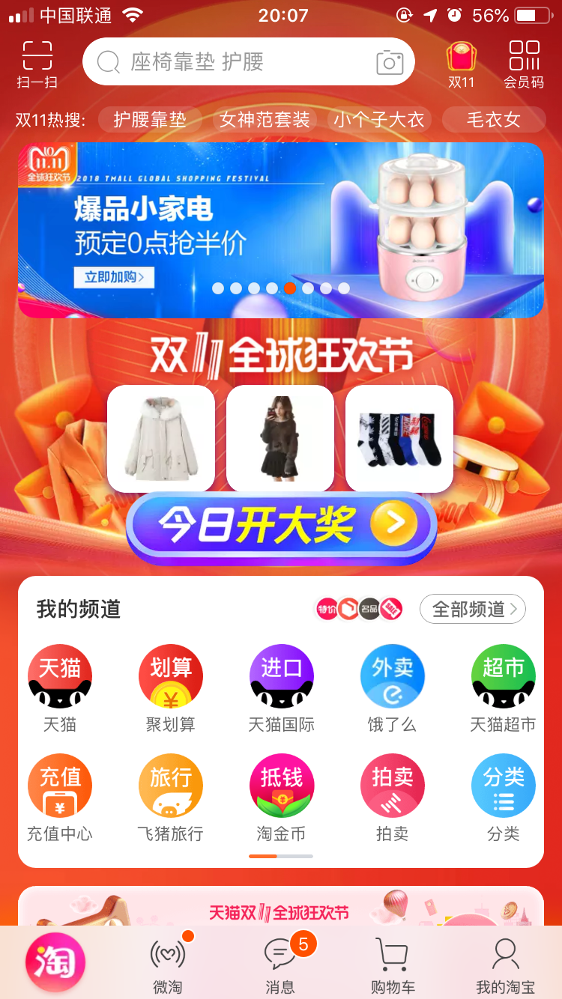 中国联通 20:07 56%
扫一扫 座椅靠垫 护腰 双11 会员码
双11热搜: 护腰靠垫 女神范套装 小个子大衣 毛衣女
11.11
全球狂欢节
2018 TMALL GLOBAL SHOPPING FESTIVAL
爆品小家电
预定0点抢半价
立即加购>
双11全球狂欢节
今日开大奖 >
我的频道 特价 名品 SALE 全部频道 >
天猫 划算 进口 外卖 超市
¥
天猫 聚划算 天猫国际 饿了么 天猫超市
充值 旅行 抵钱 拍卖 分类
¥ ¥
充值中心 飞猪旅行 淘金币 拍卖 分类
天猫双11全球狂欢节
淘 5
微淘 消息 购物车 我的淘宝